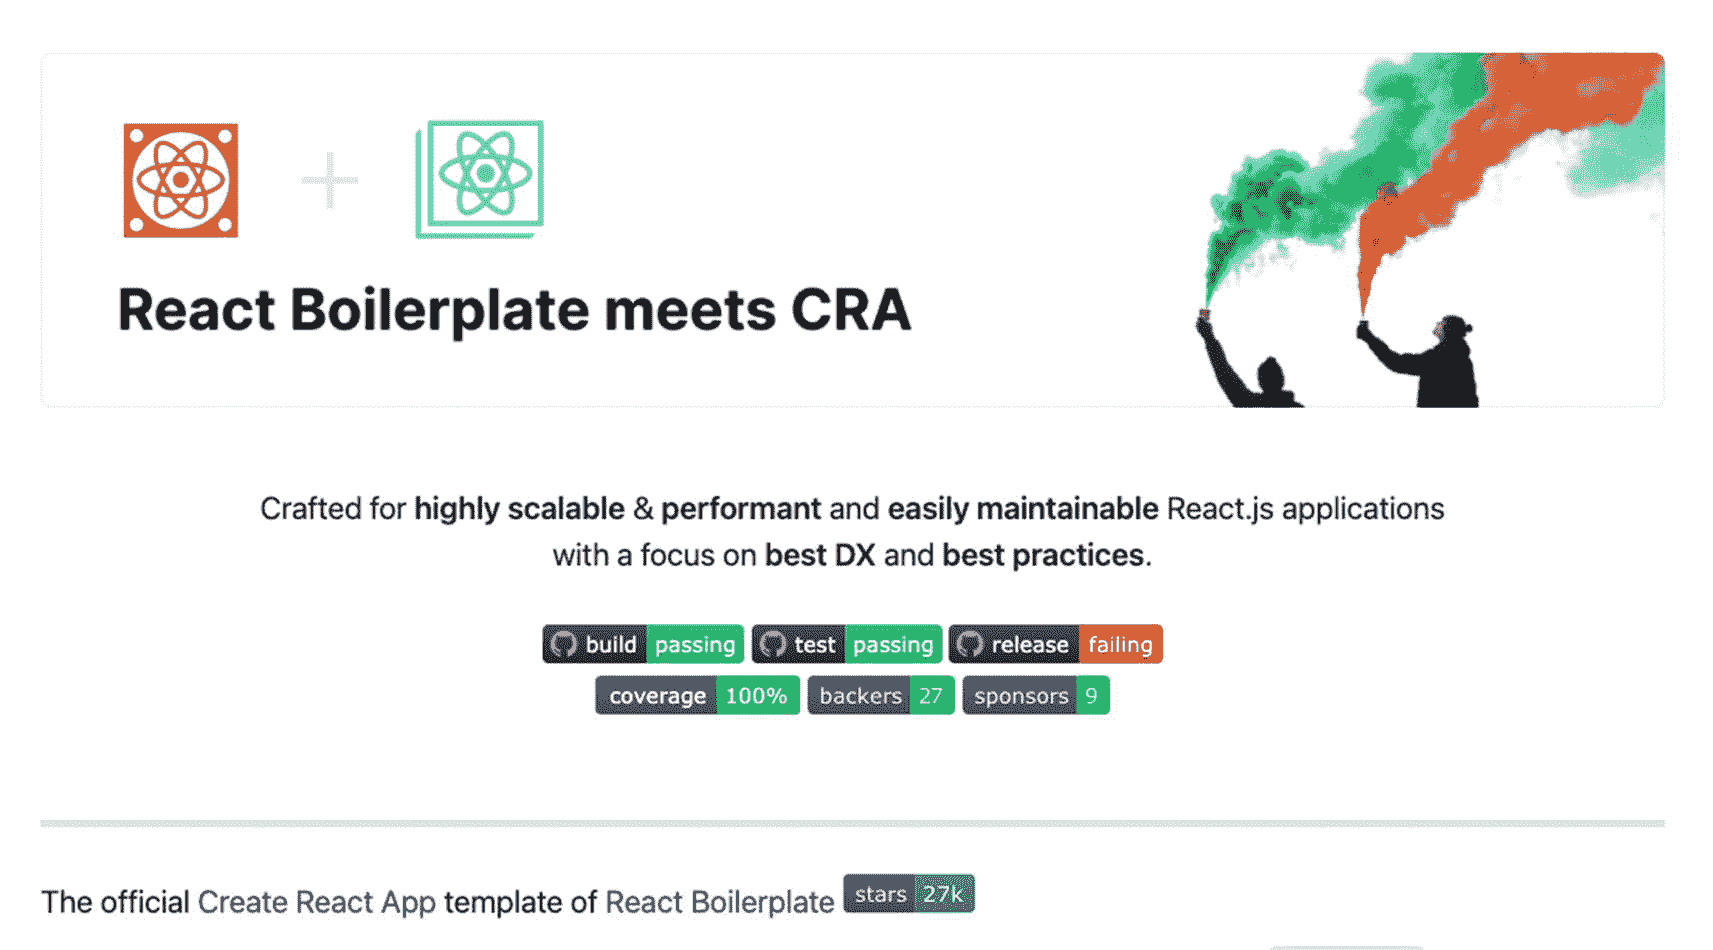 React Boilerplate meets CRA
Crafted for highly scalable & performant and easily maintainable React.js applications
with a focus on best DX and best practices.
build passing test passing release failing
coverage 100% backers 27 sponsors 9
The official Create React App template of React Boilerplate stars 27k